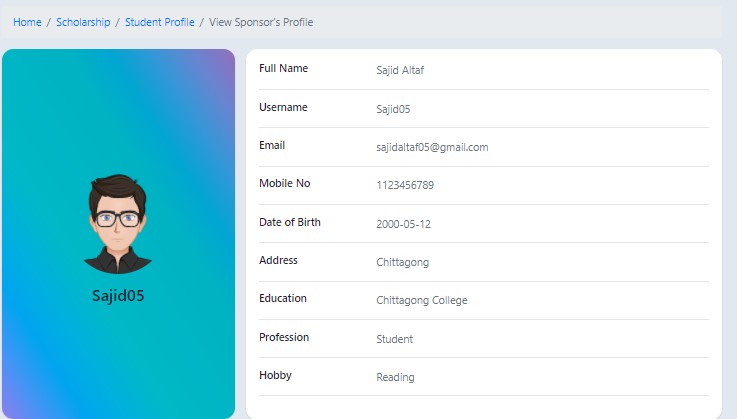 Home / Scholarship / Student Profile / View Sponsor's Profile
Sajid05
Full Name Sajid Altaf
Username Sajid05
Email sajidaltaf05@gmail.com
Mobile No 1123456789
Date of Birth 2000-05-12
Address Chittagong
Education Chittagong College
Profession Student
Hobby Reading